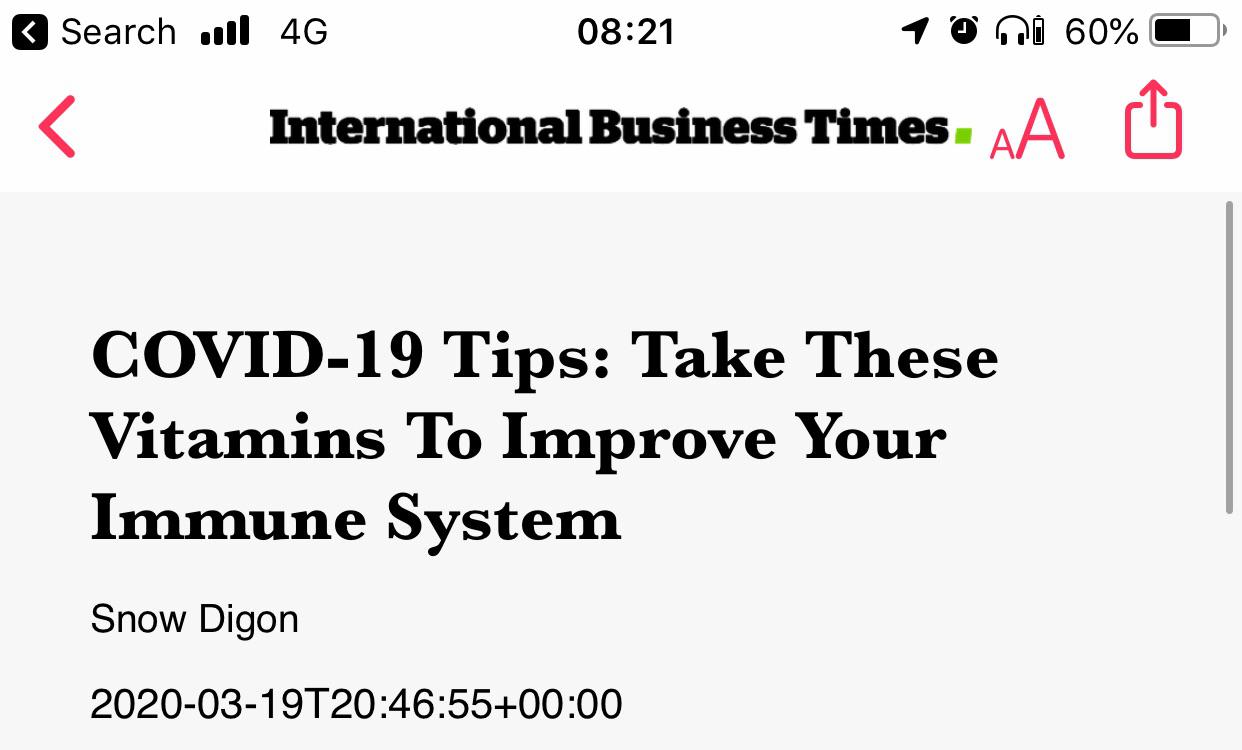 Search 4G 08:21 60%
International Business Times AA
COVID-19 Tips: Take These
Vitamins To Improve Your
Immune System
Snow Digon
2020-03-19T20:46:55+00:00